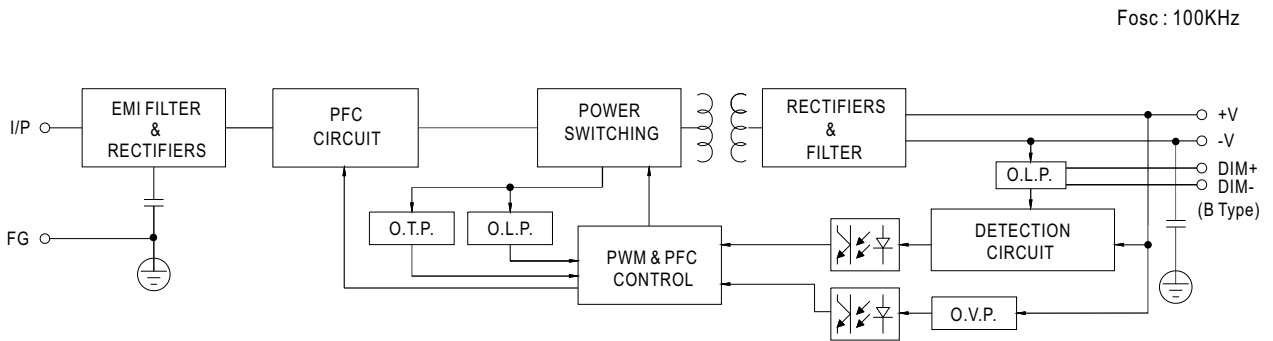 Fosc : 100KHz
I/P
EMI FILTER
&
RECTIFIERS
PFC
CIRCUIT
POWER
SWITCHING
RECTIFIERS
&
FILTER
+V
-V
DIM+
DIM-
(B Type)
O.L.P.
FG
O.T.P.
O.L.P.
PWM & PFC
CONTROL
DETECTION
CIRCUIT
O.V.P.